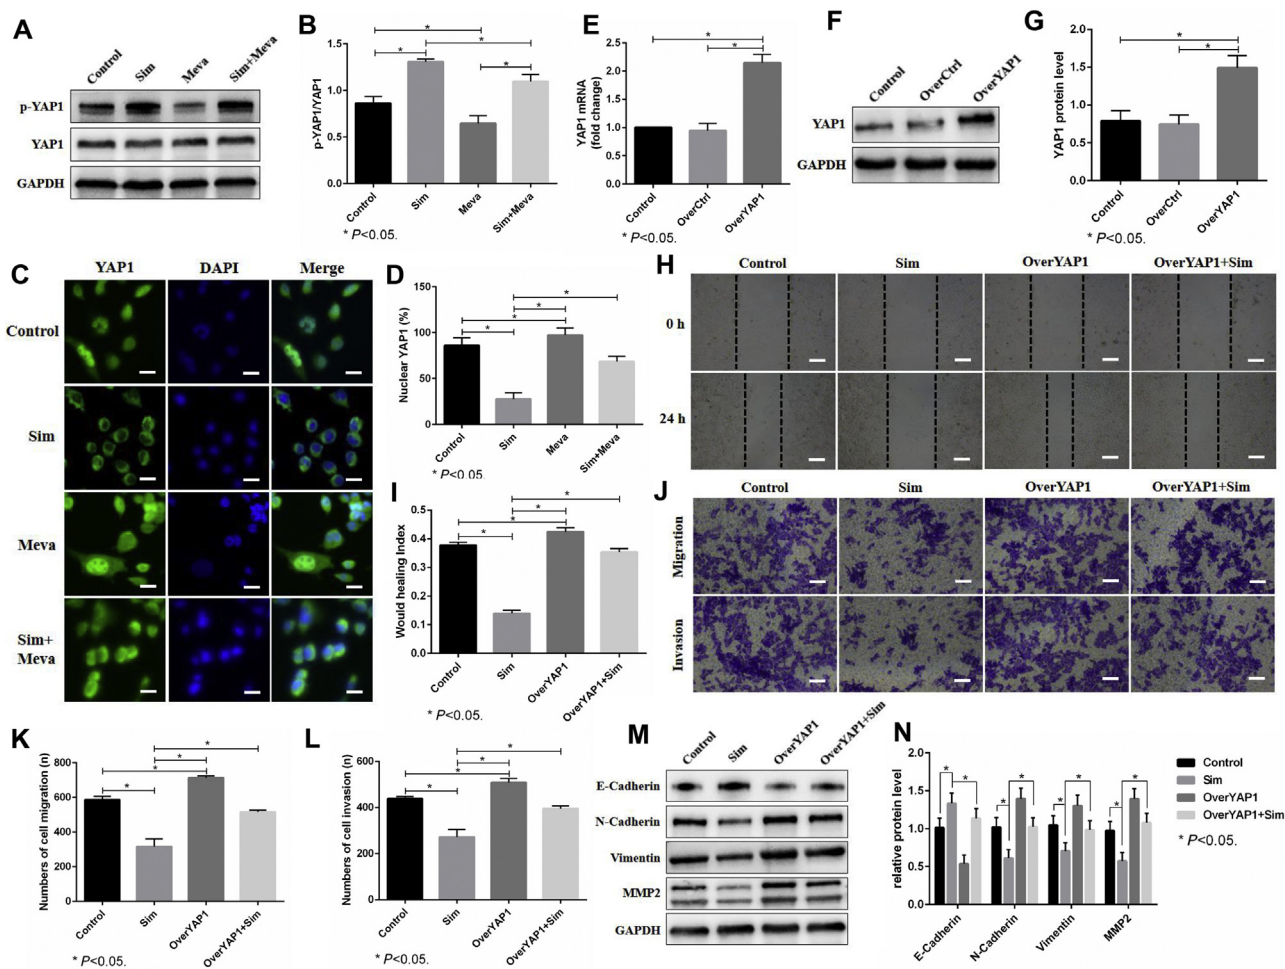 A
Control
Sim
Meva
Sim+Meva
p-YAP1
YAP1
GAPDH
B
p-YAP1/YAP1
1.5
1.0
0.5
0.0
*
*
*
*
Control
Sim
Meva
Sim+Meva
* P<0.05.
E
YAP1 mRNA
(fold change)
2.5
2.0
1.5
1.0
0.5
0.0
*
*
Control
OverCtrl
OverYAP1
* P<0.05.
F
Control
OverCtrl
OverYAP1
YAP1
GAPDH
G
YAP1 protein level
2.0
1.5
1.0
0.5
0.0
*
*
Control
OverCtrl
OverYAP1
* P<0.05.
C
YAP1 DAPI Merge
Control
Sim
Meva
Sim+
Meva
D
Nuclear YAP1 (%)
150
100
50
0
*
*
*
*
Control
Sim
Meva
Sim+Meva
* P<0.05.
H
Control Sim OverYAP1 OverYAP1+Sim
0 h
24 h
I
Would healing Index
0.5
0.4
0.3
0.2
0.1
0.0
*
*
*
*
Control
Sim
OverYAP1
OverYAP1+Sim
* P<0.05.
J
Control Sim OverYAP1 OverYAP1+Sim
Migration
Invasion
K
Numbers of cell migration (n)
800
600
400
200
0
*
*
*
*
Control
Sim
OverYAP1
OverYAP1+Sim
* P<0.05.
L
Numbers of cell invasion (n)
600
400
200
0
*
*
*
*
Control
Sim
OverYAP1
OverYAP1+Sim
* P<0.05.
M
Control
Sim
OverYAP1
OverYAP1+Sim
E-Cadherin
N-Cadherin
Vimentin
MMP2
GAPDH
N
relative protein level
2.0
1.5
1.0
0.5
0.0
* * * * * * * *
E-Cadherin
N-Cadherin
Vimentin
MMP2
Control
Sim
OverYAP1
OverYAP1+Sim
* P<0.05.